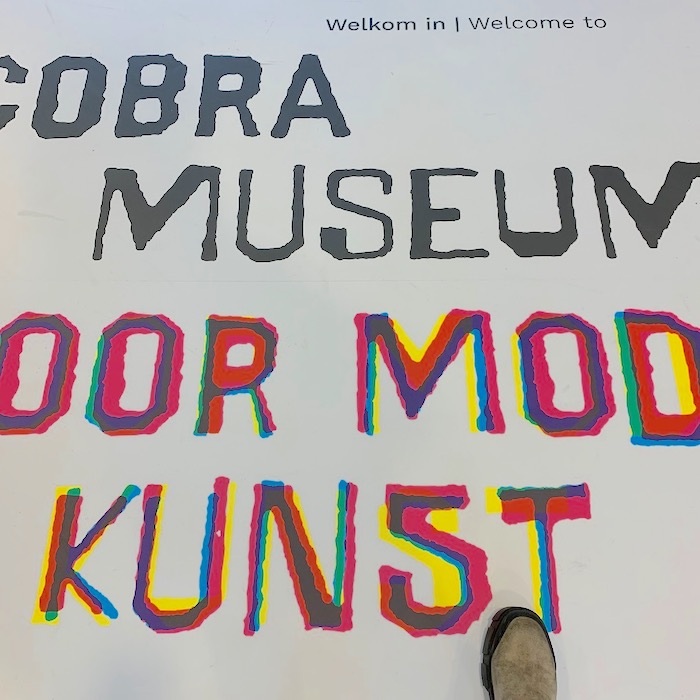 Welkom in | Welcome to
COBRA
MUSEUM
OOR MOD
KUNST